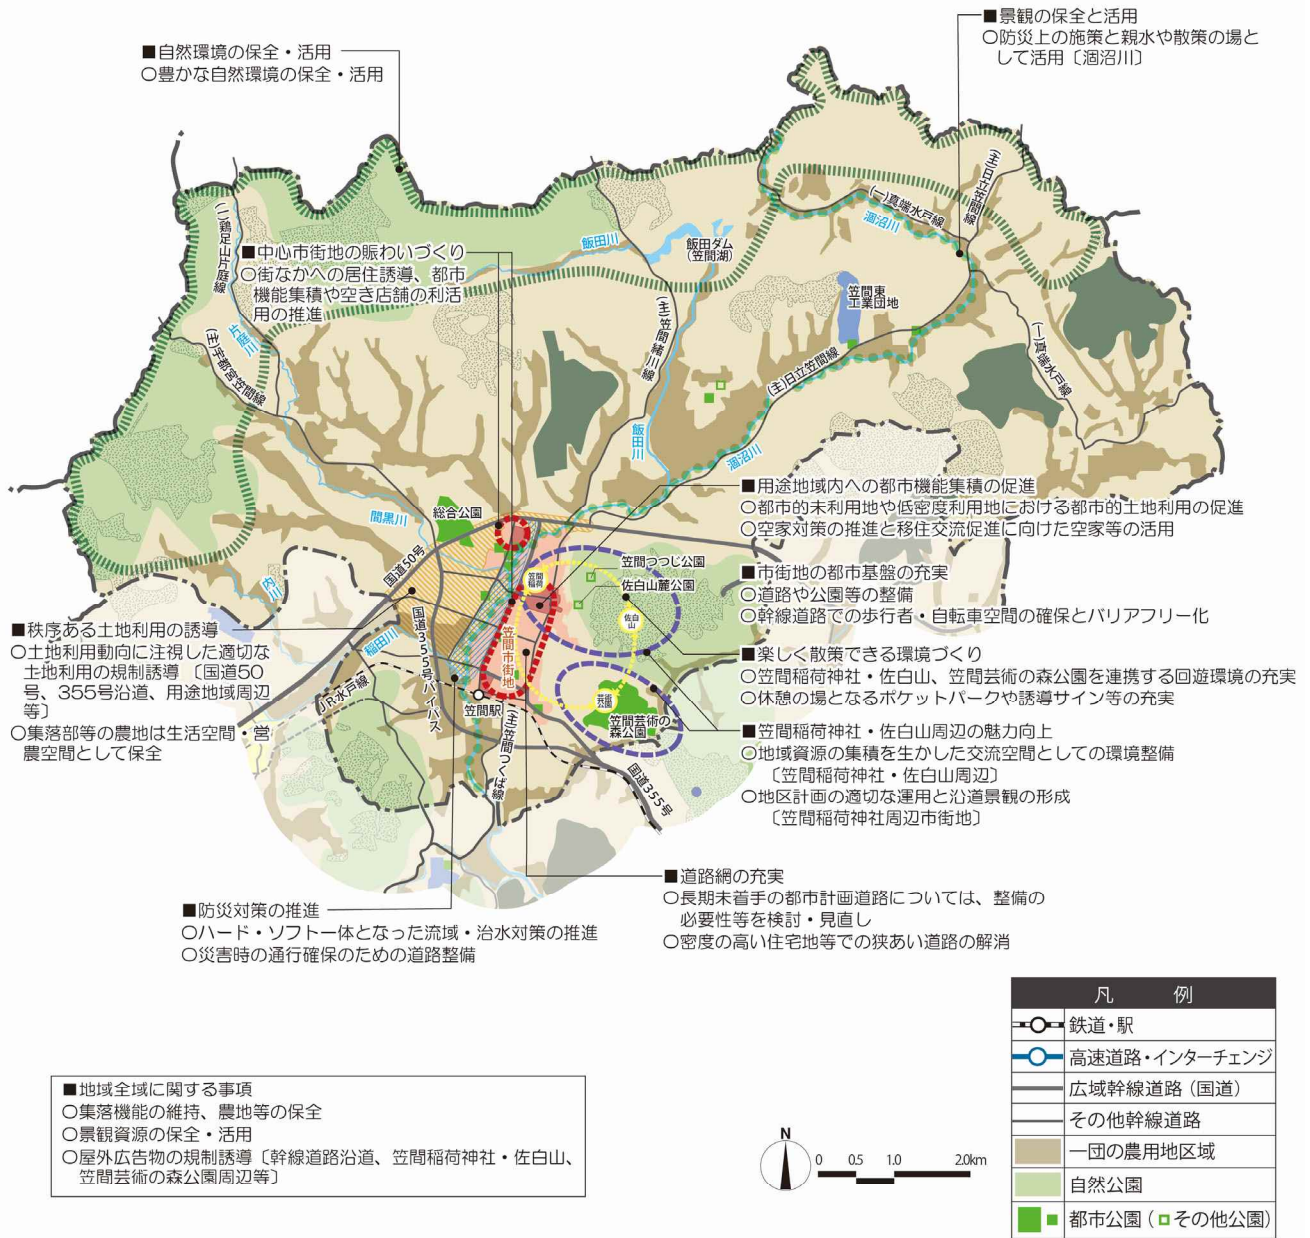 ■景観の保全と活用
○防災上の施策と親水や散策の場と
して活用〔涸沼川〕
■自然環境の保全・活用
○豊かな自然環境の保全・活用
(主)日立笠間線
(一)真端水戸線
涸沼川
(一)鶏足山片庭線
■中心市街地の賑わいづくり
○街なかへの居住誘導、都市
機能集積や空き店舗の利活
用の推進
飯田川
飯田ダム
(笠間湖)
笠間東
工業団地
片庭川
(主)宇都宮笠間線
(主)笠間緒川線
(一)真端水戸線
(主)日立笠間線
飯田川
涸沼川
■用途地域内への都市機能集積の促進
○都市的未利用地や低密度利用地における都市的土地利用の促進
○空家対策の推進と移住交流促進に向けた空家等の活用
総合公園
間黒川
国道50号
笠間つつじ公園
佐白山麓公園
笠間
稲荷
佐白
山
内川
■市街地の都市基盤の充実
○道路や公園等の整備
○幹線道路での歩行者・自転車空間の確保とバリアフリー化
■秩序ある土地利用の誘導
○土地利用動向に注視した適切な
土地利用の規制誘導〔国道50
号、355号沿道、用途地域周辺
等〕
○集落部等の農地は生活空間・営
農空間として保全
稲田川
国道355号バイパス
笠間市街地
JR水戸線
笠間駅
(主)笠間つくば線
芸術
公園
笠間芸術の
森公園
国道355号
■楽しく散策できる環境づくり
○笠間稲荷神社・佐白山、笠間芸術の森公園を連携する回遊環境の充実
○休憩の場となるポケットパークや誘導サイン等の充実
■笠間稲荷神社・佐白山周辺の魅力向上
○地域資源の集積を生かした交流空間としての環境整備
〔笠間稲荷神社・佐白山周辺〕
○地区計画の適切な運用と沿道景観の形成
〔笠間稲荷神社周辺市街地〕
■道路網の充実
○長期未着手の都市計画道路については、整備の
必要性等を検討・見直し
○密度の高い住宅地等での狭あい道路の解消
■防災対策の推進
○ハード・ソフト一体となった流域・治水対策の推進
○災害時の通行確保のための道路整備
凡 例
鉄道・駅
高速道路・インターチェンジ
広域幹線道路(国道)
その他幹線道路
一団の農用地区域
自然公園
都市公園(その他公園)
■地域全域に関する事項
○集落機能の維持、農地等の保全
○景観資源の保全・活用
○屋外広告物の規制誘導〔幹線道路沿道、笠間稲荷神社・佐白山、
笠間芸術の森公園周辺等〕
N
0 0.5 1.0 2.0km